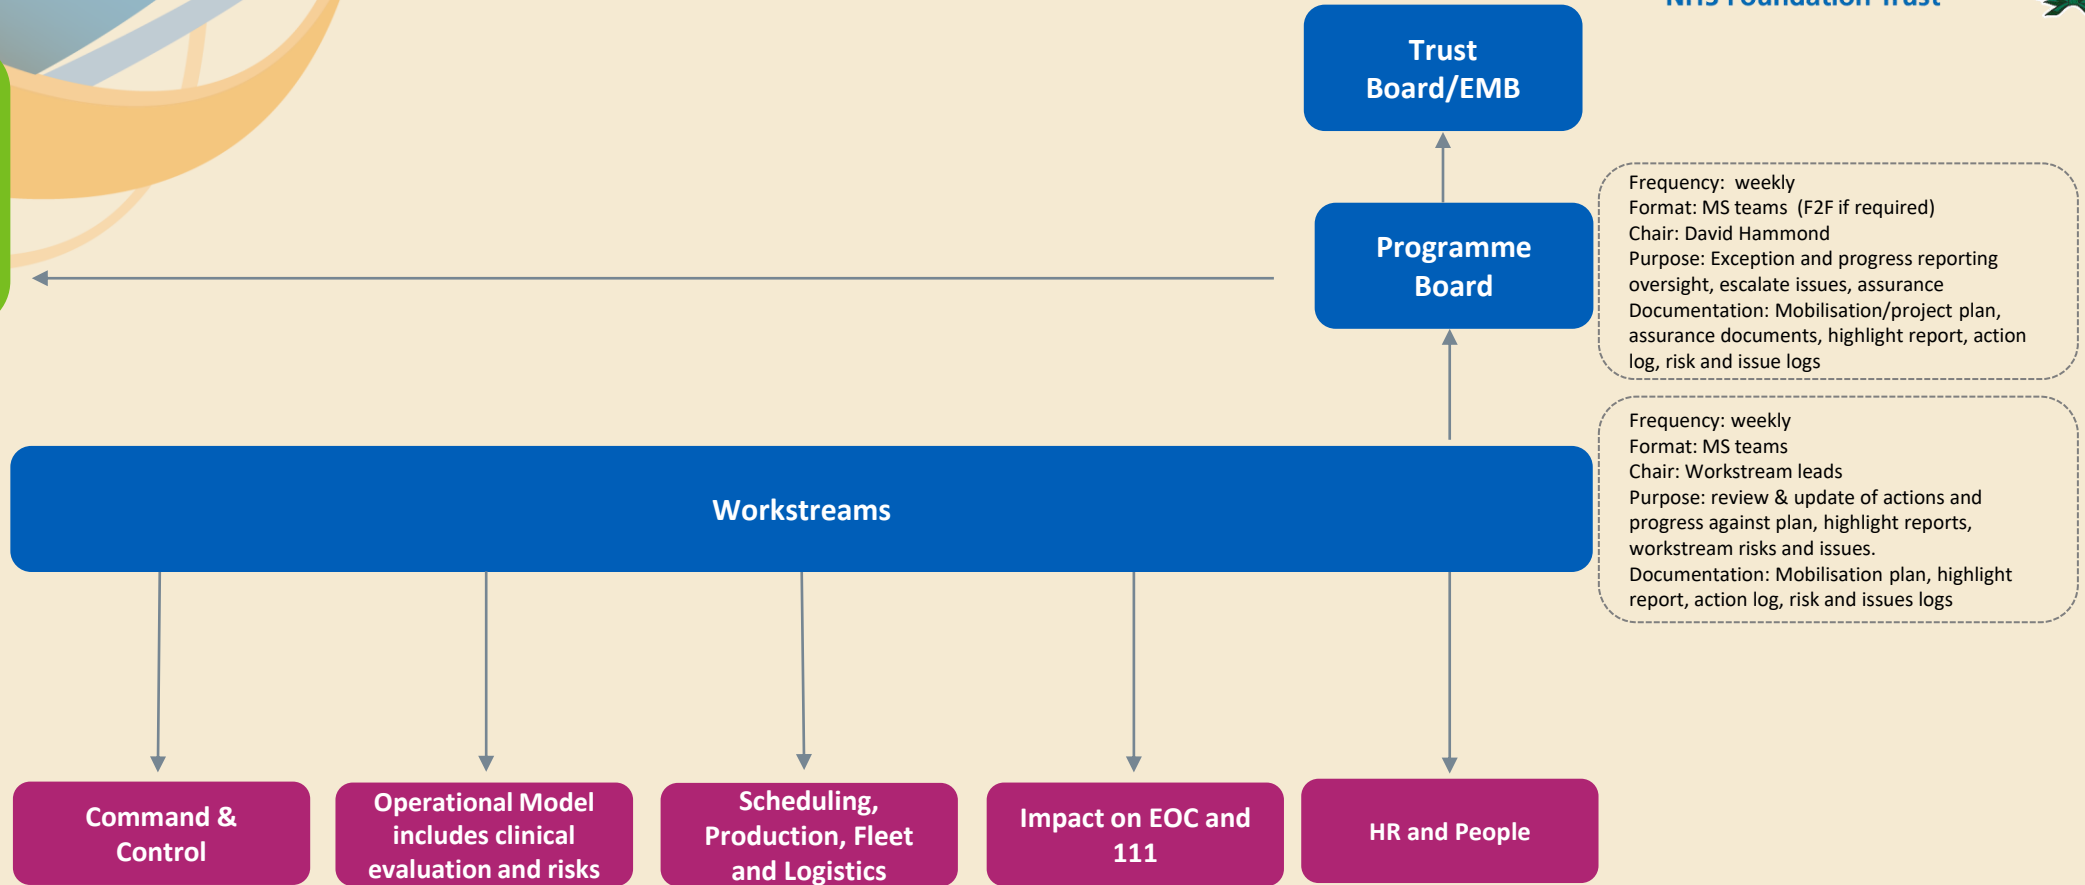 NHS Foundation Trust
Trust
Board/EMB
Frequency:  weekly
Format: MS teams  (F2F if required)
Chair: David Hammond
Purpose: Exception and progress reporting
oversight, escalate issues, assurance
Documentation: Mobilisation/project plan,
assurance documents, highlight report, action
log, risk and issue logs
Programme
Board
Frequency: weekly
Format: MS teams
Chair: Workstream leads
Purpose: review & update of actions and
progress against plan, highlight reports,
workstream risks and issues.
Documentation: Mobilisation plan, highlight
report, action log, risk and issues logs
Workstreams
Command &
Control
Operational Model
includes clinical
evaluation and risks
Scheduling,
Production, Fleet
and Logistics
Impact on EOC and
111
HR and People